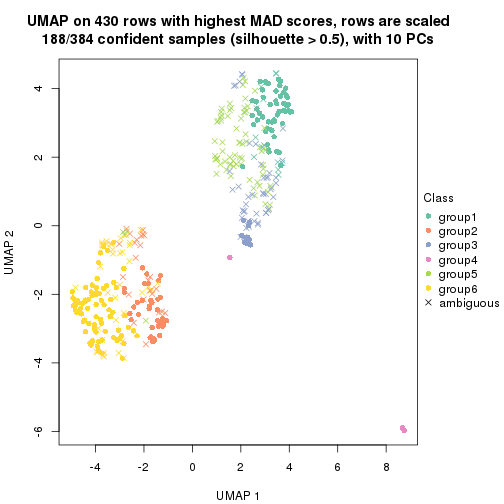 UMAP on 430 rows with highest MAD scores, rows are scaled
188/384 confident samples (silhouette > 0.5), with 10 PCs
4
2
0
-2
-4
-6
UMAP 2
-4
-2
0
2
4
6
8
UMAP 1
Class
group1
group2
group3
group4
group5
group6
ambiguous